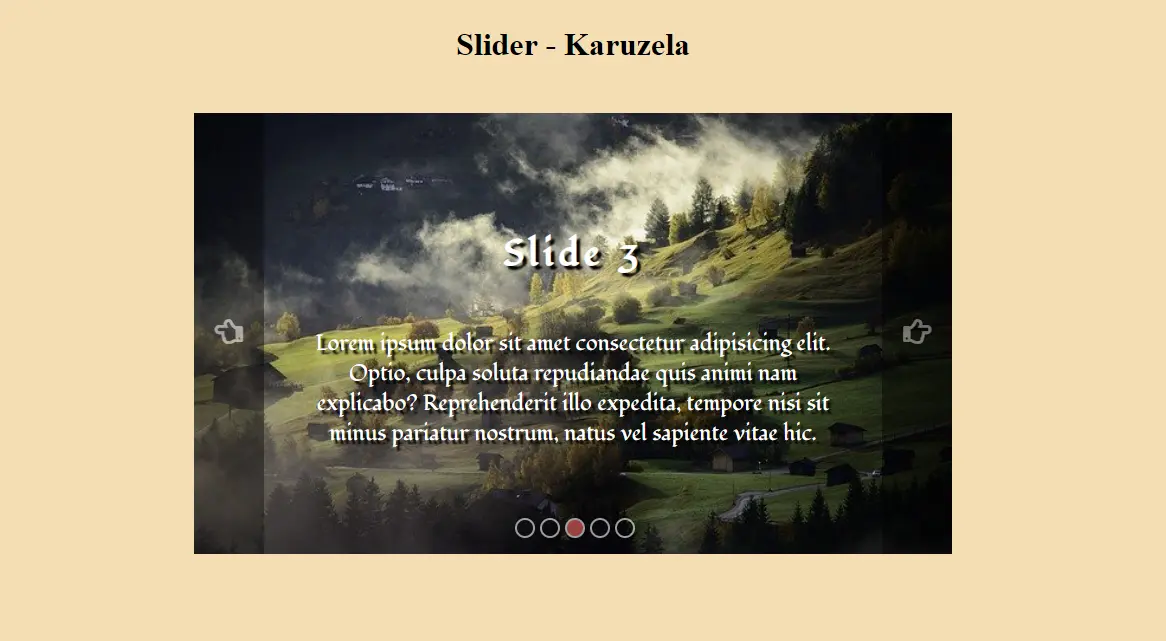 Slider - Karuzela
Slide 3
Lorem ipsum dolor sit amet consectetur adipisicing elit.
Optio, culpa soluta repudiandae quis animi nam
explicabo? Reprehenderit illo expedita, tempore nisi sit
minus pariatur nostrum, natus vel sapiente vitae hic.